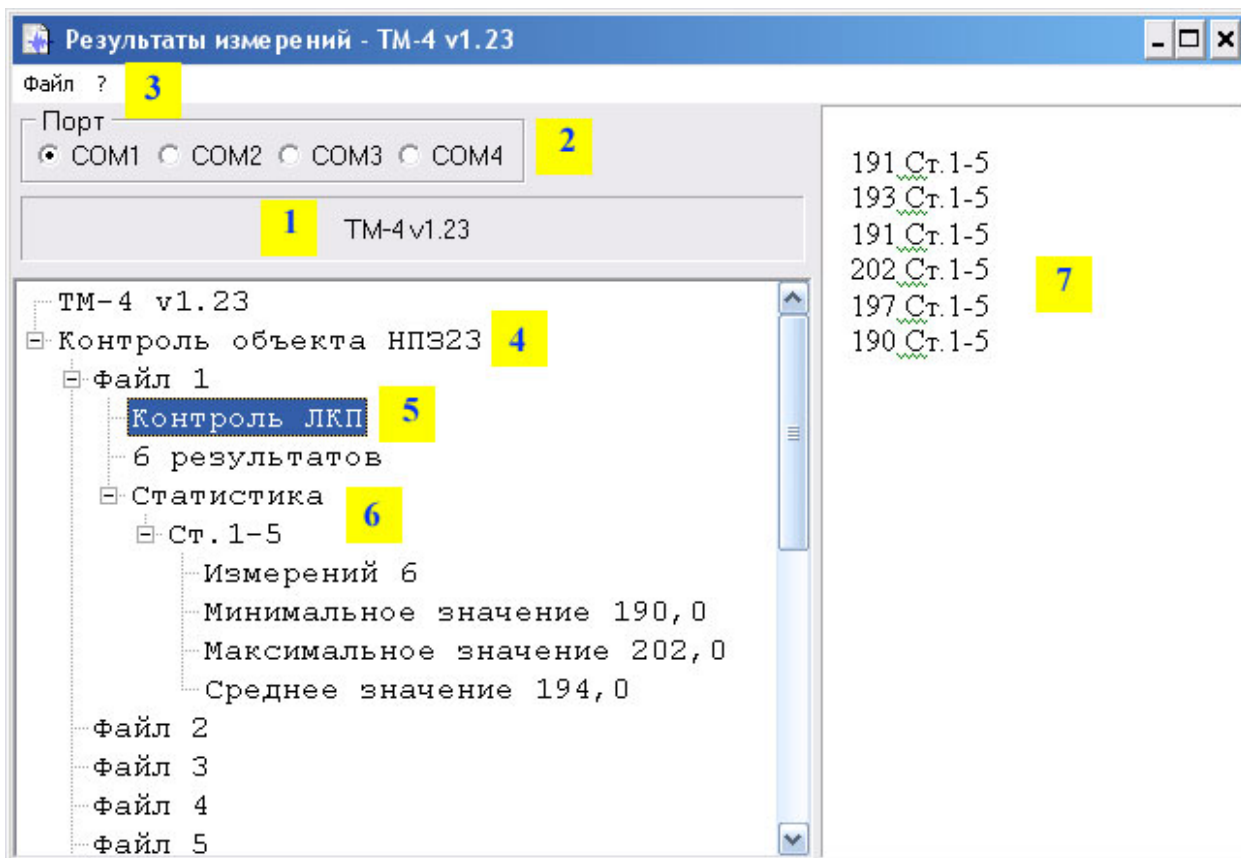 Результаты измерений - ТМ-4 v1.23
Файл ? 3
Порт
COM1 COM2 COM3 COM4 2
1 ТМ-4 v1.23
ТМ-4 v1.23
Контроль объекта НПЗ23 4
Файл 1
Контроль ЛКП 5
6 результатов
Статистика
6
Ст.1-5
Измерений 6
Минимальное значение 190,0
Максимальное значение 202,0
Среднее значение 194,0
Файл 2
Файл 3
Файл 4
Файл 5
191 Ст.1-5
193 Ст.1-5
191 Ст.1-5
202 Ст.1-5
7
197 Ст.1-5
190 Ст.1-5